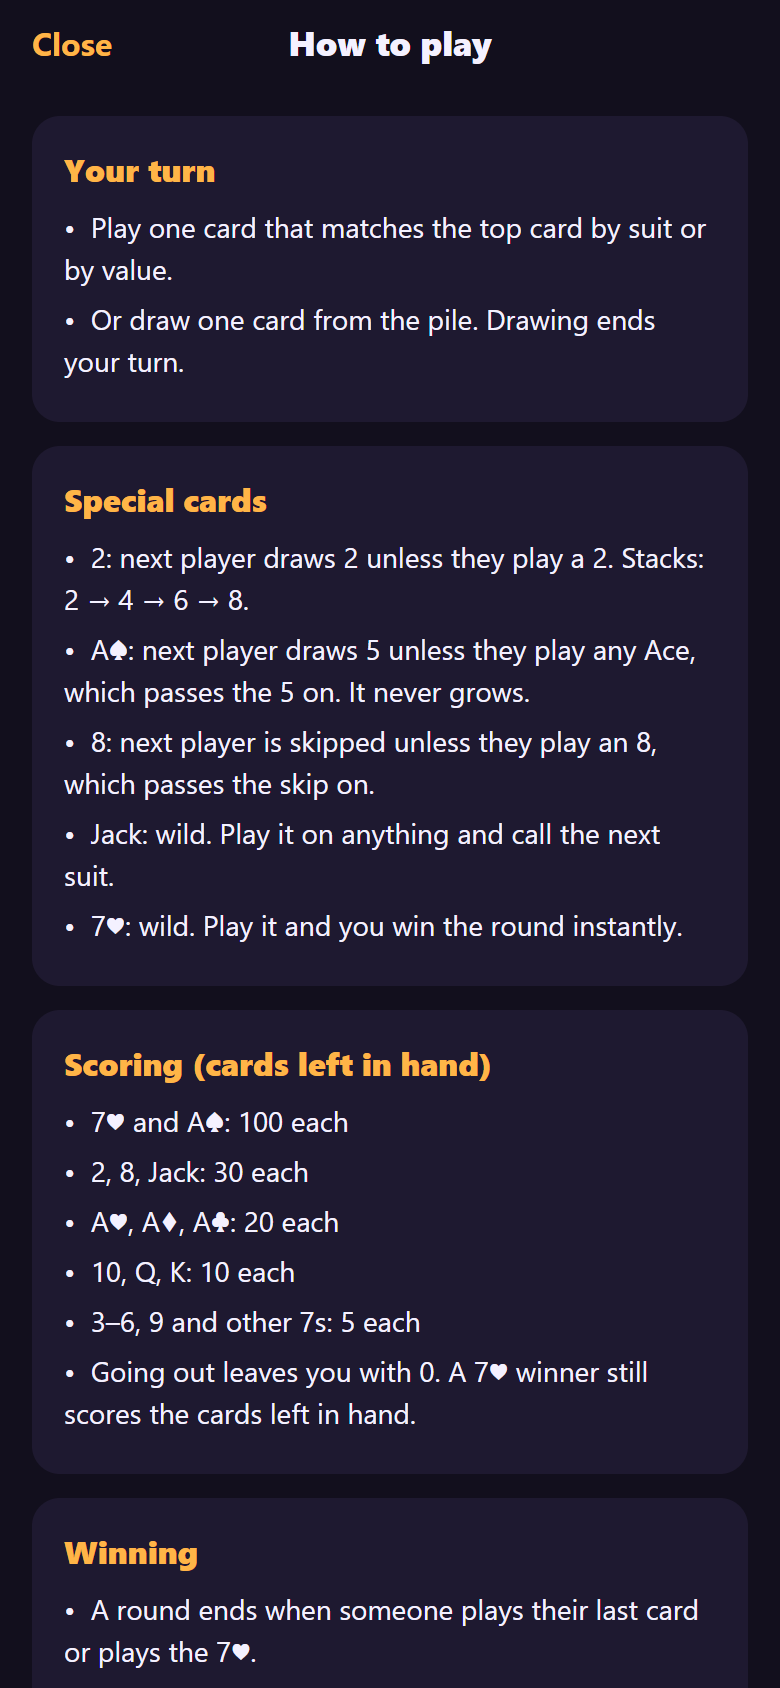 Close
How to play
Your turn
• Play one card that matches the top card by suit or
by value.
• Or draw one card from the pile. Drawing ends
your turn.
Special cards
• 2: next player draws 2 unless they play a 2. Stacks:
2 → 4 → 6 → 8.
• A♠: next player draws 5 unless they play any Ace,
which passes the 5 on. It never grows.
• 8: next player is skipped unless they play an 8,
which passes the skip on.
• Jack: wild. Play it on anything and call the next
suit.
• 7♥: wild. Play it and you win the round instantly.
Scoring (cards left in hand)
• 7♥ and A♠: 100 each
• 2, 8, Jack: 30 each
• A♥, A♦, A♣: 20 each
• 10, Q, K: 10 each
• 3–6, 9 and other 7s: 5 each
• Going out leaves you with 0. A 7♥ winner still
scores the cards left in hand.
Winning
• A round ends when someone plays their last card
or plays the 7♥.